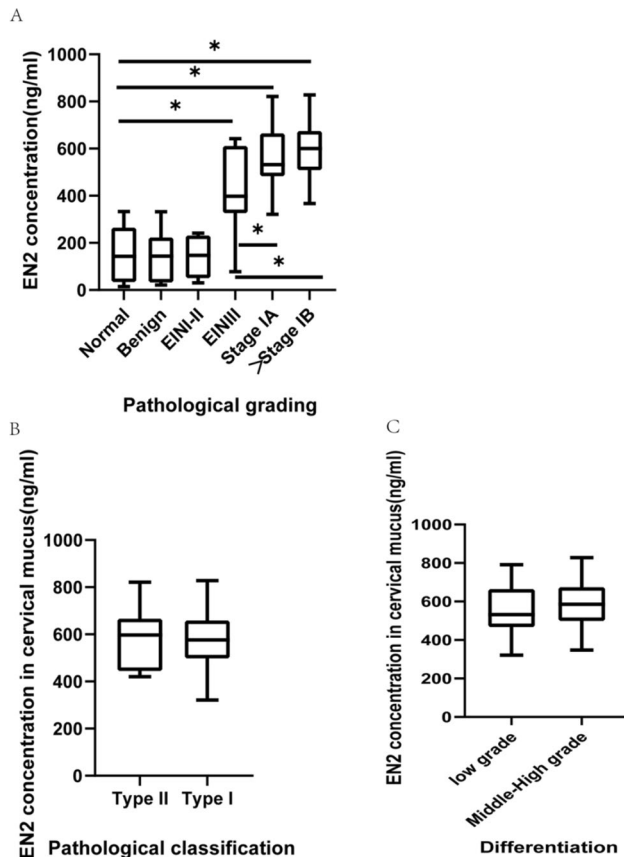 A
EN2 concentration(ng/ml)
1000
800
600
400
200
0
*
*
*
*
*
Normal
Benign
EINI-II
EINIII
Stage IA
>Stage IB
Pathological grading
B
EN2 concentration in cervical mucus(ng/ml)
1000
800
600
400
200
0
Type II
Type I
Pathological classification
C
EN2 concentration in cervical mucus(ng/ml)
1000
800
600
400
200
0
low grade
Middle-High grade
Differentiation